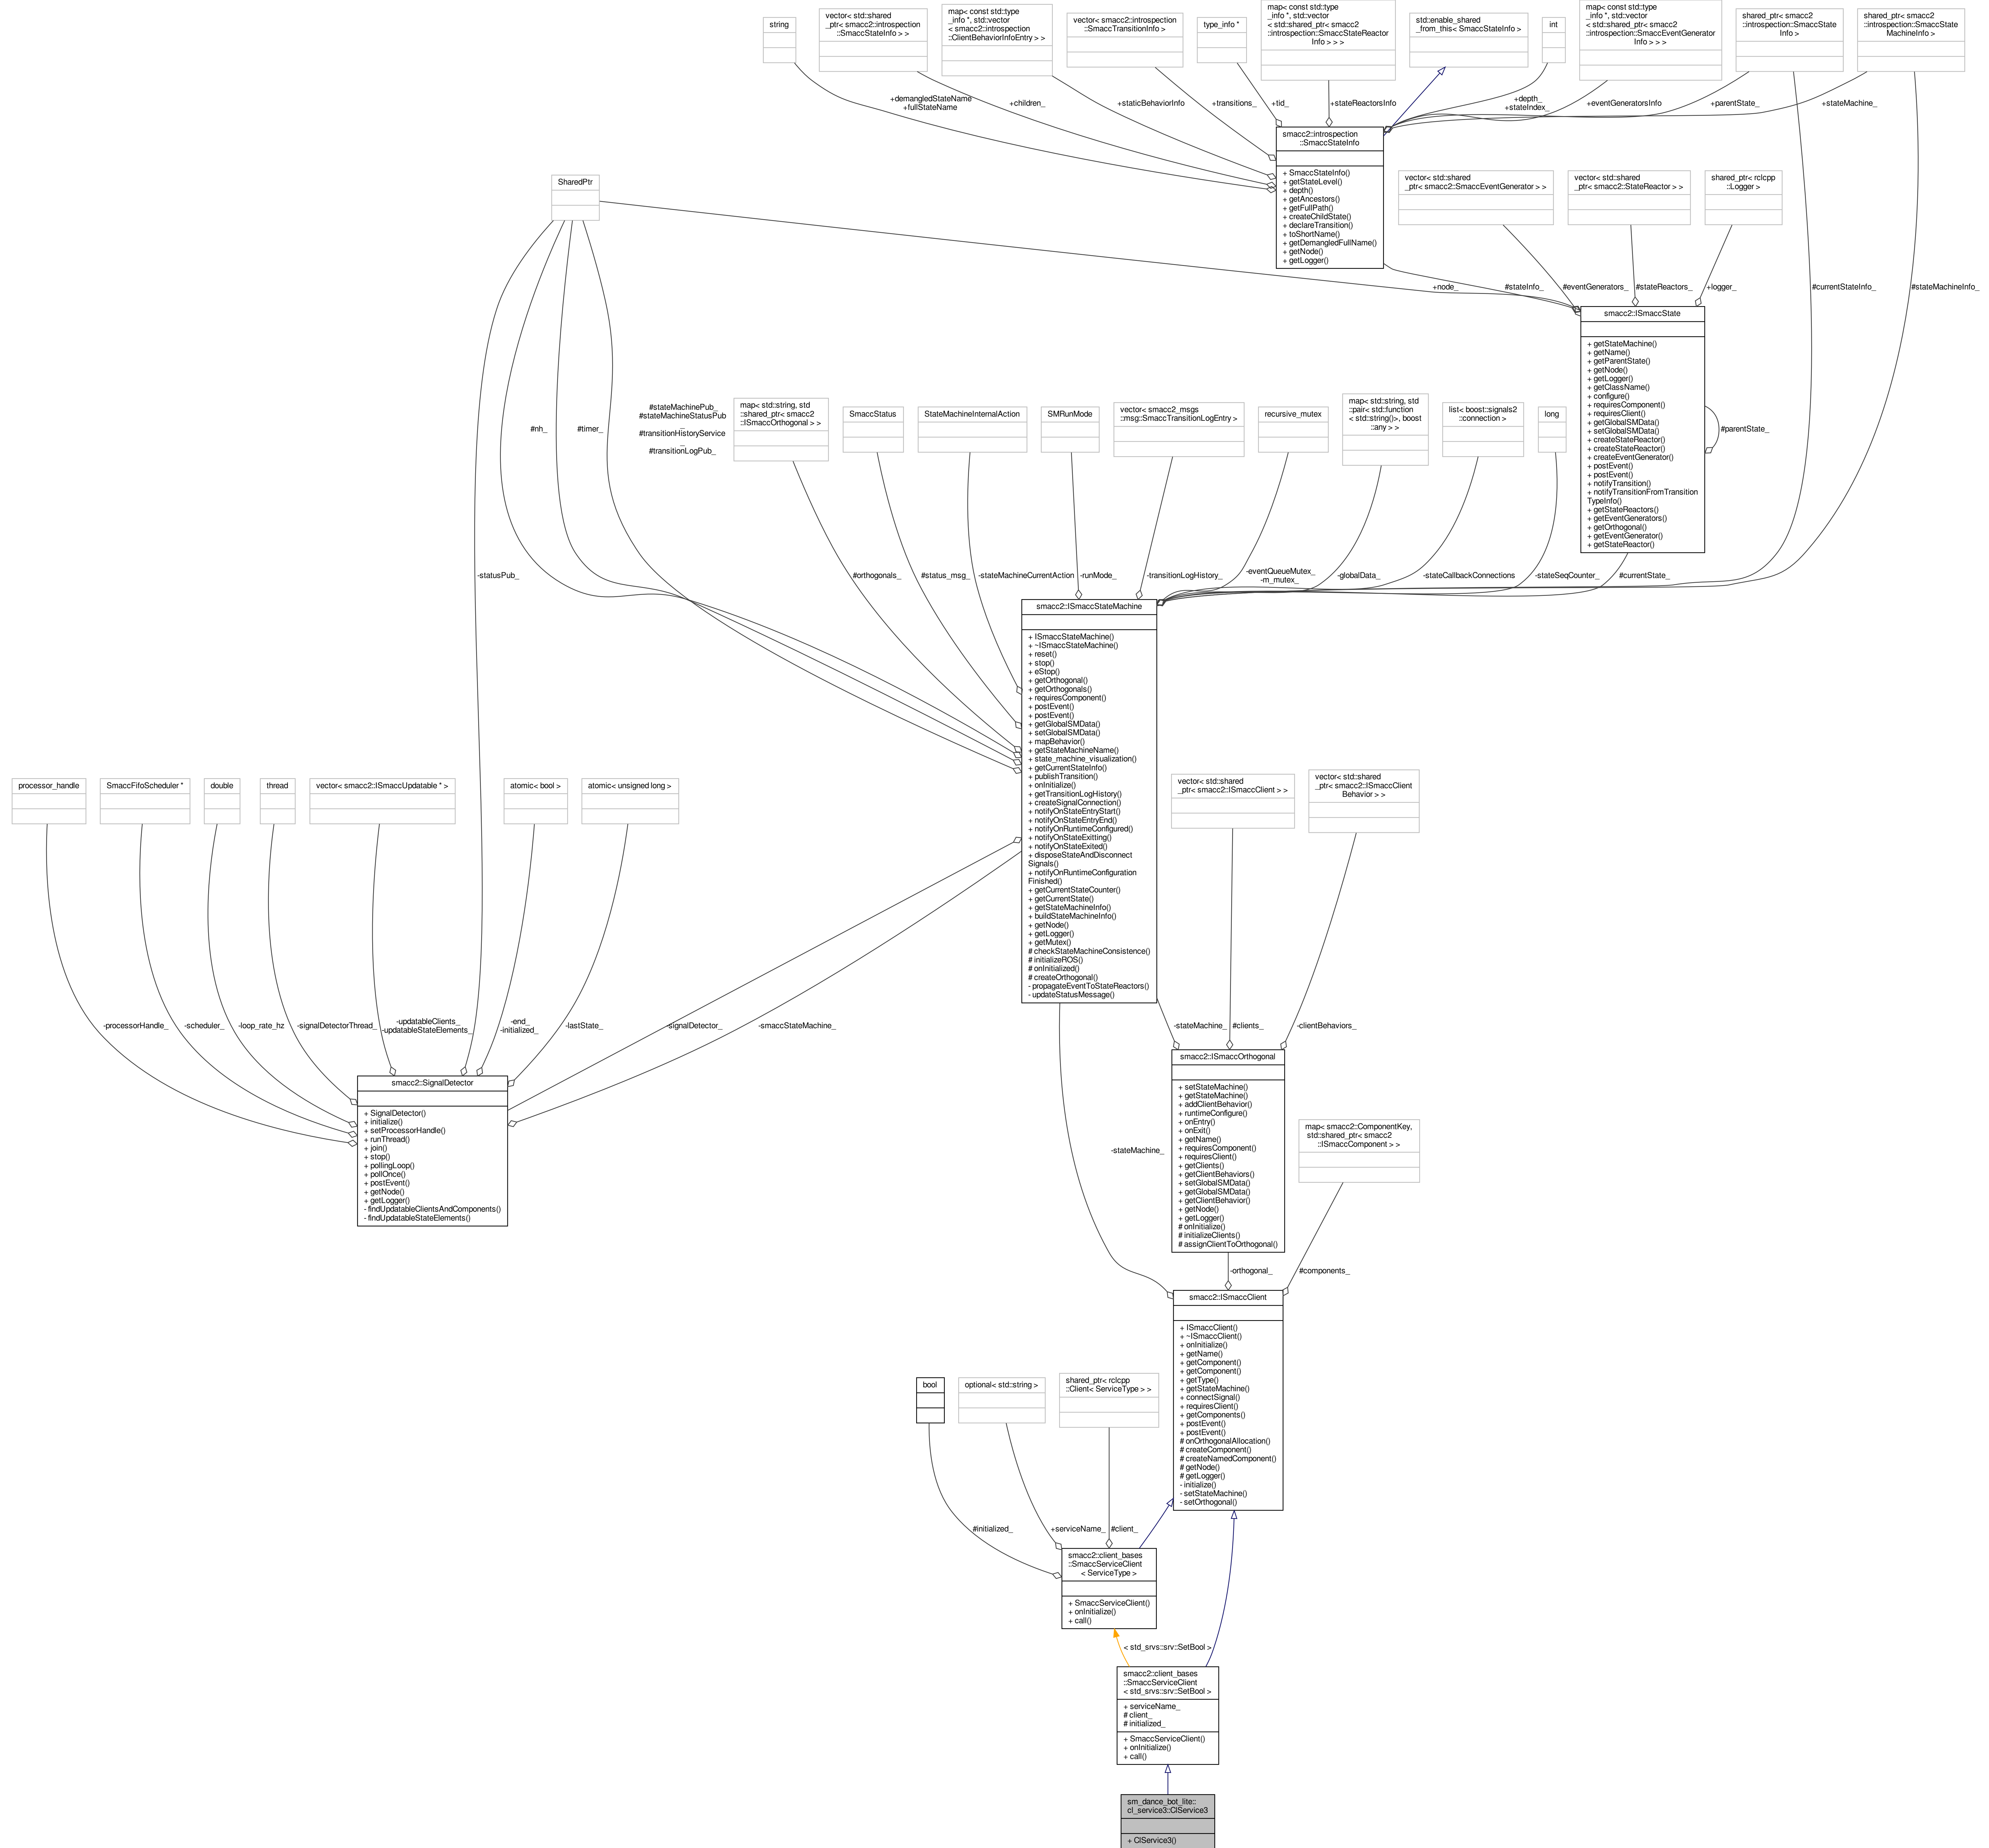 string
vector< std::shared
_ptr< smacc2::introspection
::SmaccStateInfo > >
map< const std::type
_info *, std::vector
< smacc2::introspection
::ClientBehaviorInfoEntry > >
vector< smacc2::introspection
::SmaccTransitionInfo >
type_info *
map< const std::type
_info *, std::vector
< std::shared_ptr< smacc2
::introspection::StateReactor
Info > > >
std::enable_shared
_from_this< SmaccStateInfo >
int
map< const std::type
_info *, std::vector
< std::shared_ptr< smacc2
::introspection::SmaccEventGenerator
Info > > >
shared_ptr< smacc2
::introspection::SmaccState
Info >
shared_ptr< smacc2
::introspection::SmaccState
MachineInfo >
+demangledStateName
+fullStateName
+children_
+staticBehaviorInfo
+transitions_
+tid_
+stateReactorsInfo
+depth_
+stateIndex_
+eventGeneratorsInfo
+parentState_
+stateMachine_
smacc2::introspection
::SmaccStateInfo
+ SmaccStateInfo()
+ getStateLevel()
+ depth()
+ getAncestors()
+ getFullPath()
+ createChildState()
+ declareTransition()
+ toShortName()
+ getDemangledFullName()
+ getNode()
+ getLogger()
SharedPtr
vector< std::shared
_ptr< smacc2::SmaccEventGenerator > >
vector< std::shared
_ptr< smacc2::StateReactor > >
shared_ptr< rclcpp
::Logger >
+node_
#stateInfo_
#eventGenerators_
#stateReactors_
+logger_
#currentStateInfo_
#stateMachineInfo_
smacc2::ISmaccState
+ getStateMachine()
+ getName()
+ getParentState()
+ getNode()
+ getLogger()
+ getClassName()
+ configure()
+ requiresComponent()
+ requiresClient()
+ getGlobalSMData()
+ setGlobalSMData()
+ createStateReactor()
+ createStateReactor()
+ createEventGenerator()
+ postEvent()
+ postEvent()
+ notifyTransition()
+ notifyTransitionFromTransition
TypeInfo()
+ getStateReactors()
+ getEventGenerators()
+ getOrthogonal()
+ getEventGenerator()
+ getStateReactor()
#parentState_
#nh_
#timer_
#stateMachinePub_
#stateMachineStatusPub
_
#transitionHistoryService
_
#transitionLogPub_
map< std::string, std
::shared_ptr< smacc2
::ISmaccOrthogonal > >
SmaccStatus
StateMachineInternalAction
SMRunMode
vector< smacc2_msgs
::msg::SmaccTransitionLogEntry >
recursive_mutex
map< std::string, std
::pair< std::function
< std::string()>, boost
::any > >
list< boost::signals2
::connection >
long
-statusPub_
#orthogonals_
#status_msg_
-stateMachineCurrentAction
-runMode_
-transitionLogHistory_
-eventQueueMutex_
-m_mutex_
-globalData_
-stateCallbackConnections
-stateSeqCounter_
#currentState_
smacc2::ISmaccStateMachine
+ ISmaccStateMachine()
+ ~ISmaccStateMachine()
+ reset()
+ stop()
+ eStop()
+ getOrthogonal()
+ getOrthogonals()
+ requiresComponent()
+ postEvent()
+ postEvent()
+ getGlobalSMData()
+ setGlobalSMData()
+ mapBehavior()
+ getStateMachineName()
+ state_machine_visualization()
+ getCurrentStateInfo()
+ publishTransition()
+ onInitialize()
+ getTransitionLogHistory()
+ createSignalConnection()
+ notifyOnStateEntryStart()
+ notifyOnStateEntryEnd()
+ notifyOnRuntimeConfigured()
+ notifyOnStateExitting()
+ notifyOnStateExited()
+ disposeStateAndDisconnect
Signals()
+ notifyOnRuntimeConfiguration
Finished()
+ getCurrentStateCounter()
+ getCurrentState()
+ getStateMachineInfo()
+ buildStateMachineInfo()
+ getNode()
+ getLogger()
+ getMutex()
# checkStateMachineConsistence()
# initializeROS()
# onInitialized()
# createOrthogonal()
- propagateEventToStateReactors()
- updateStatusMessage()
processor_handle
SmaccFifoScheduler *
double
thread
vector< smacc2::ISmaccUpdatable * >
atomic< bool >
atomic< unsigned long >
vector< std::shared
_ptr< smacc2::ISmaccClient > >
vector< std::shared
_ptr< smacc2::ISmaccClient
Behavior > >
-processorHandle_
-scheduler_
-loop_rate_hz
-signalDetectorThread_
-updatableClients_
-updatableStateElements_
-end_
-initialized_
-lastState_
-signalDetector_
-smaccStateMachine_
-stateMachine_
#clients_
-clientBehaviors_
smacc2::SignalDetector
+ SignalDetector()
+ initialize()
+ setProcessorHandle()
+ runThread()
+ join()
+ stop()
+ pollingLoop()
+ pollOnce()
+ postEvent()
+ getNode()
+ getLogger()
- findUpdatableClientsAndComponents()
- findUpdatableStateElements()
smacc2::ISmaccOrthogonal
+ setStateMachine()
+ getStateMachine()
+ addClientBehavior()
+ runtimeConfigure()
+ onEntry()
+ onExit()
+ getName()
+ requiresComponent()
+ requiresClient()
+ getClients()
+ getClientBehaviors()
+ setGlobalSMData()
+ getGlobalSMData()
+ getClientBehavior()
+ getNode()
+ getLogger()
# onInitialize()
# initializeClients()
# assignClientToOrthogonal()
map< smacc2::ComponentKey,
std::shared_ptr< smacc2
::ISmaccComponent > >
-stateMachine_
-orthogonal_
#components_
smacc2::ISmaccClient
+ ISmaccClient()
+ ~ISmaccClient()
+ onInitialize()
+ getName()
+ getComponent()
+ getComponent()
+ getType()
+ getStateMachine()
+ connectSignal()
+ requiresClient()
+ getComponents()
+ postEvent()
+ postEvent()
# onOrthogonalAllocation()
# createComponent()
# createNamedComponent()
# getNode()
# getLogger()
- initialize()
- setStateMachine()
- setOrthogonal()
bool
optional< std::string >
shared_ptr< rclcpp
::Client< ServiceType > >
#initialized_
+serviceName_
#client_
smacc2::client_bases
::SmaccServiceClient
< ServiceType >
+ SmaccServiceClient()
+ onInitialize()
+ call()
< std_srvs::srv::SetBool >
smacc2::client_bases
::SmaccServiceClient
< std_srvs::srv::SetBool >
+ serviceName_
# client_
# initialized_
+ SmaccServiceClient()
+ onInitialize()
+ call()
sm_dance_bot_lite::
cl_service3::ClService3
+ ClService3()